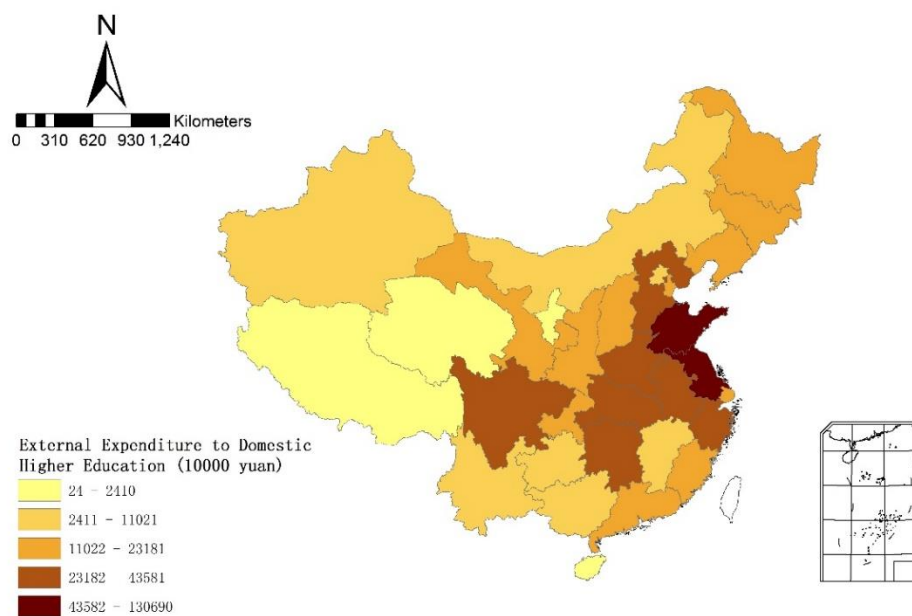 N
Kilometers
0 310 620 930 1,240
External Expenditure to Domestic
Higher Education (10000 yuan)
24 - 2410
2411 - 11021
11022 - 23181
23182 43581
43582 - 130690